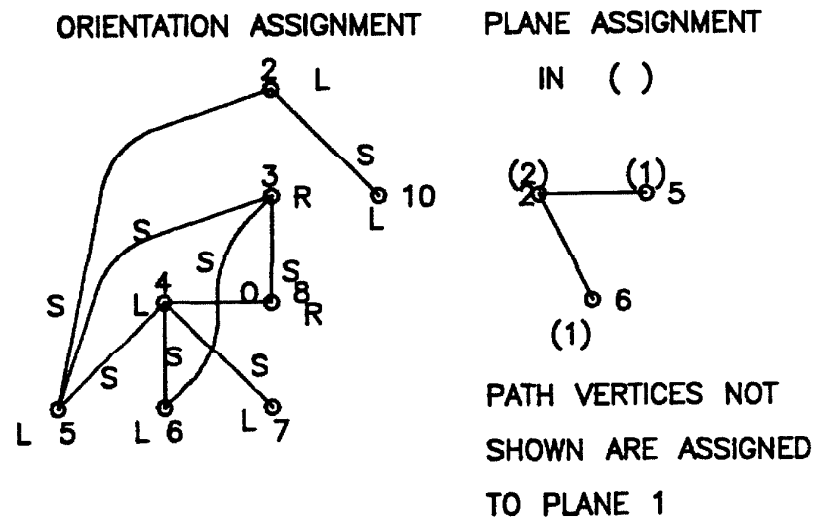 ORIENTATION ASSIGNMENT
2 L
S
3 R
10
L
S
S
S
4
L
O
S
8
R
S
S
S
S
L 5
L 6
L 7
PLANE ASSIGNMENT
IN ( )
(2)
2
(1)
5
6
(1)
PATH VERTICES NOT
SHOWN ARE ASSIGNED
TO PLANE 1